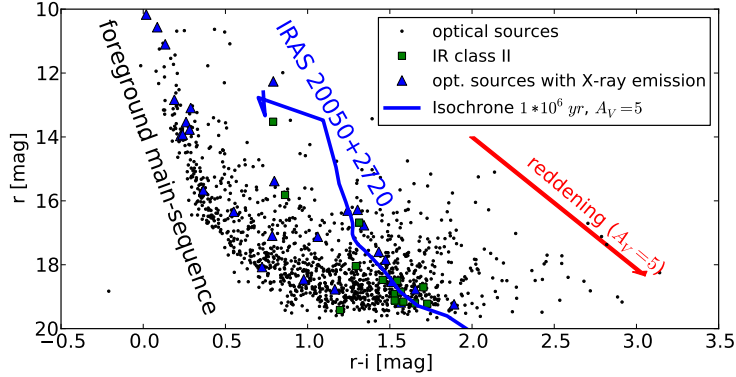 10
12
14
16
18
20
r [mag]
−0.5
0.0
0.5
1.0
1.5
2.0
2.5
3.0
3.5
r-i [mag]
foreground main-sequence
IRAS 20050+2720
optical sources
IR class II
opt. sources with X-ray emission
Isochrone 1*10⁶ yr, A_V=5
reddening (A_V=5)